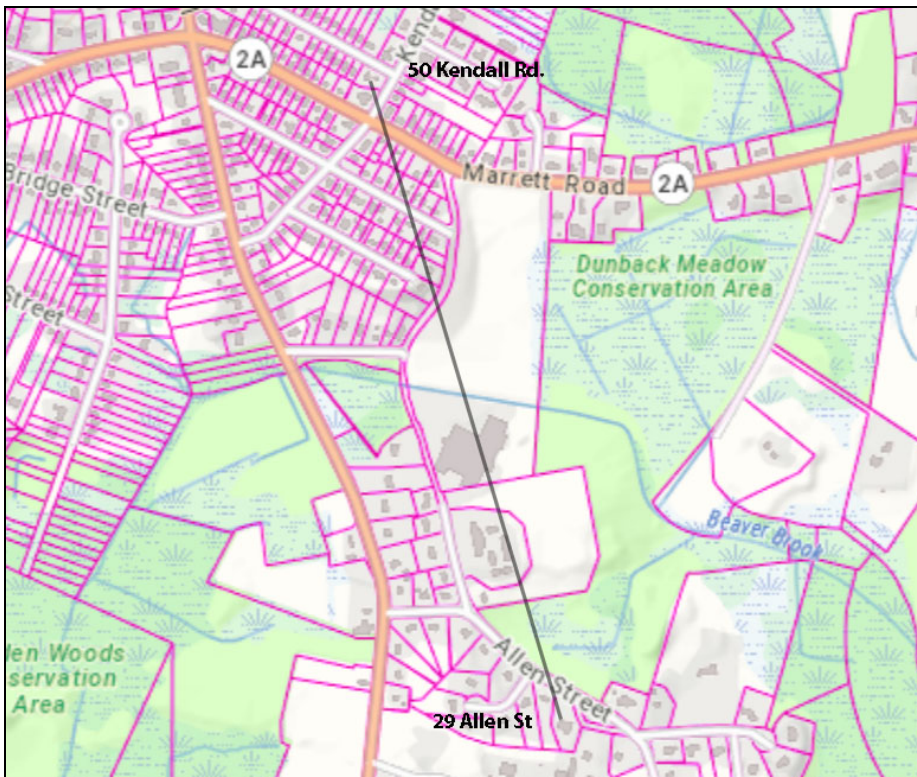 2A
Kenda
50 Kendall Rd.
Marrett Road
2A
Bridge Street
Dunback Meadow
Conservation Area
Street
Beaver Brook
len Woods
servation
Area
Allen Street
29 Allen St